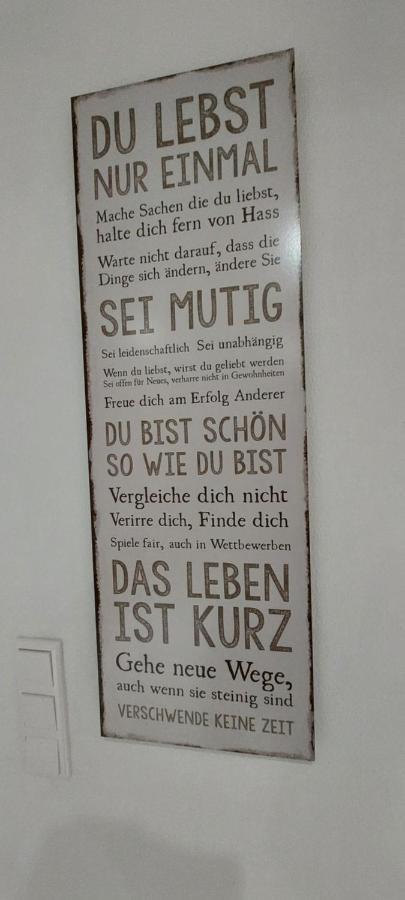 DU LEBST
NUR EINMAL
Mache Sachen die du liebst,
halte dich fern von Hass
Warte nicht darauf, dass die
Dinge sich ändern, ändere Sie
SEI MUTIG
Sei leidenschaftlich Sei unabhängig
Wenn du liebst, wirst du geliebt werden
Sei offen für Neues, verharre nicht in Gewohnheiten
Freue dich am Erfolg Anderer
DU BIST SCHÖN
SO WIE DU BIST
Vergleiche dich nicht
Verirre dich, Finde dich
Spiele fair, auch in Wettbewerben
DAS LEBEN
IST KURZ
Gehe neue Wege,
auch wenn sie steinig sind
VERSCHWENDE KEINE ZEIT